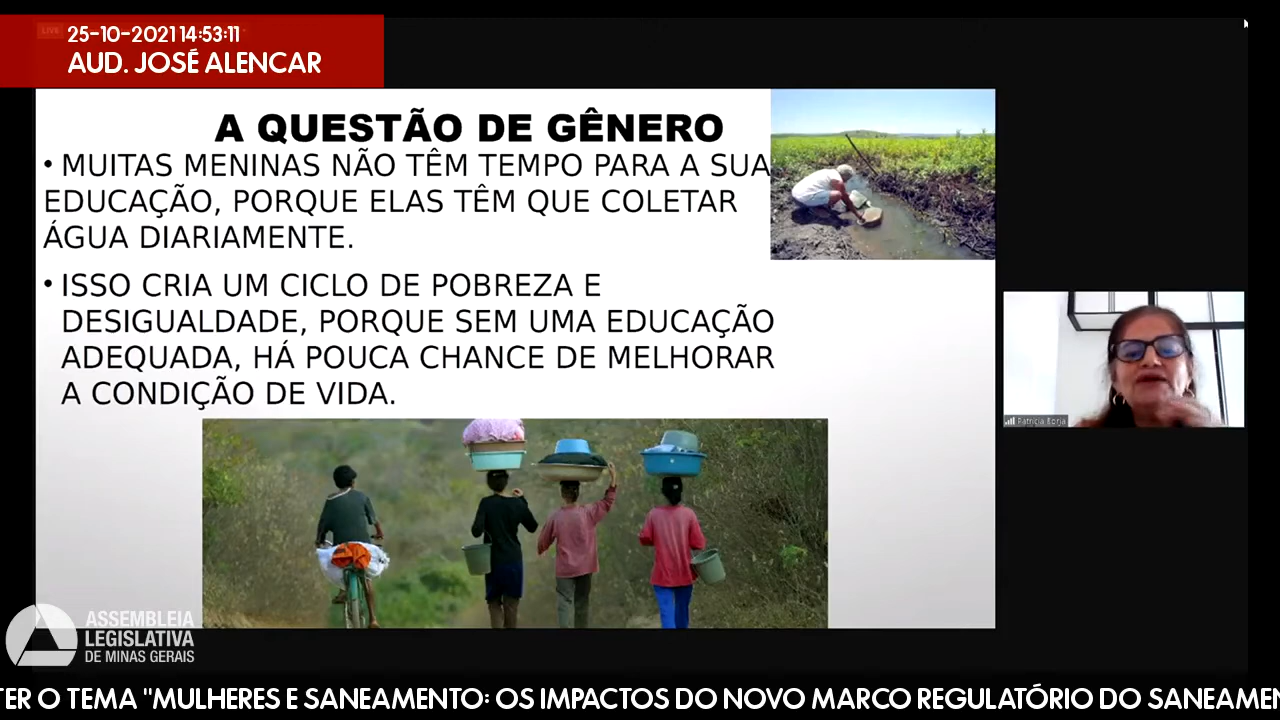 LIVE
25-10-2021 14:53:11
AUD. JOSÉ ALENCAR
A QUESTÃO DE GÊNERO
• MUITAS MENINAS NÃO TÊM TEMPO PARA A SUA
EDUCAÇÃO, PORQUE ELAS TÊM QUE COLETAR
ÁGUA DIARIAMENTE.
• ISSO CRIA UM CICLO DE POBREZA E
DESIGUALDADE, PORQUE SEM UMA EDUCAÇÃO
ADEQUADA, HÁ POUCA CHANCE DE MELHORAR
A CONDIÇÃO DE VIDA.
Patrícia Borja
ASSEMBLEIA
LEGISLATIVA
DE MINAS GERAIS
TER O TEMA "MULHERES E SANEAMENTO: OS IMPACTOS DO NOVO MARCO REGULATÓRIO DO SANEAMEN